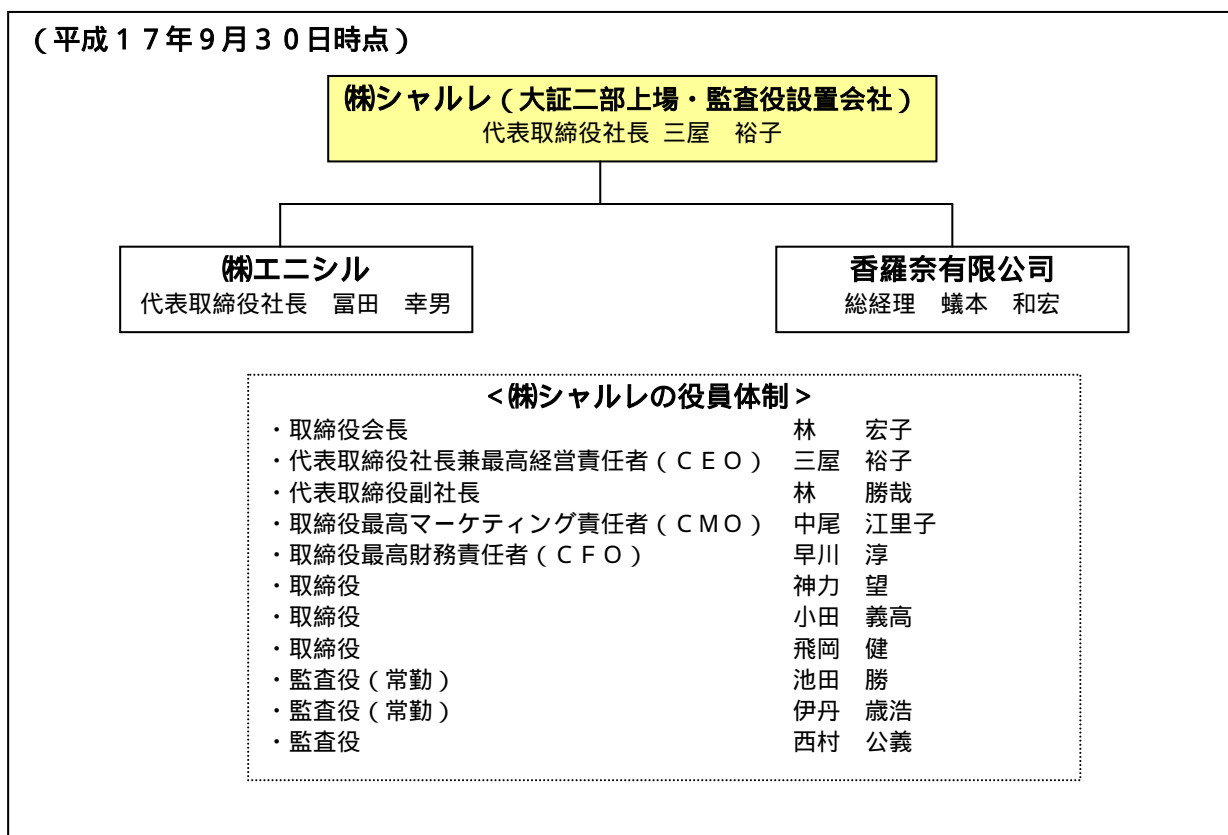 (平成17年9月30日時点)
㈱シャルレ(大証二部上場・監査役設置会社)
代表取締役社長 三屋 裕子
㈱エニシル
代表取締役社長 冨田 幸男
香羅奈有限公司
総経理 蟻本 和宏
<㈱シャルレの役員体制>
・取締役会長 林 宏子
・代表取締役社長兼最高経営責任者(CEO) 三屋 裕子
・代表取締役副社長 林 勝哉
・取締役最高マーケティング責任者(CMO) 中尾 江里子
・取締役最高財務責任者(CFO) 早川 淳
・取締役 神力 望
・取締役 小田 義高
・取締役 飛岡 健
・監査役(常勤) 池田 勝
・監査役(常勤) 伊丹 歳浩
・監査役 西村 公義